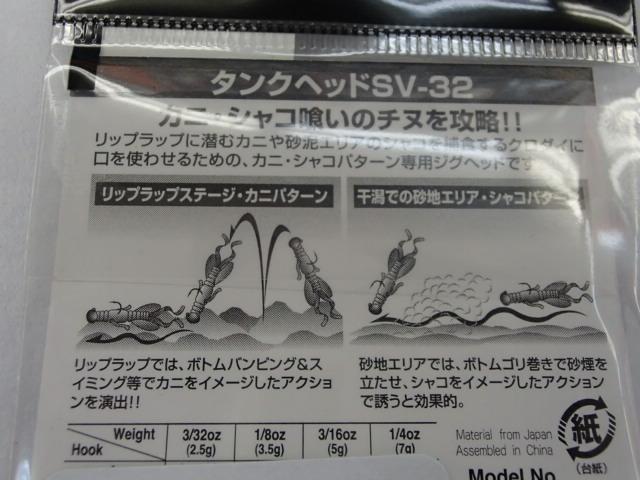 タンクヘッドSV-32
カニ・シャコ喰いのチヌを攻略!!
リップラップに潜むカニや砂泥エリアのシャコを捕食するクロダイに
口を使わせるための、カニ・シャコパターン専用ジグヘッドです
リップラップステージ・カニパターン
リップラップでは、ボトムバンピング&ス
イミング等でカニをイメージしたアクショ
ンを演出!!
干潟での砂地エリア・シャコパターン
砂地エリアでは、ボトムゴリ巻きで砂煙
を立たせ、シャコをイメージしたアクション
で誘うと効果的。
Weight 3/32oz 1/8oz 3/16oz 1/4oz
Hook (2.5g) (3.5g) (5g) (7g)
Material from Japan
Assembled in China
紙
(台紙)
Model No